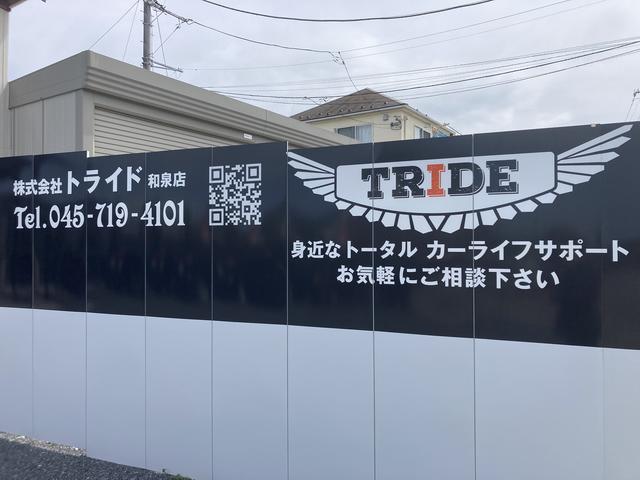 株式会社トライド 和泉店
Tel.045-719-4101
TRIDE
身近なトータル カーライフサポート
お気軽にご相談下さい